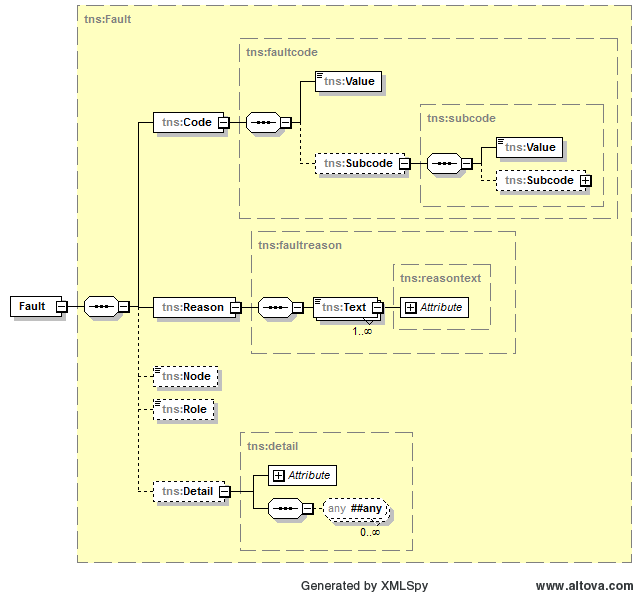 tns:Fault
tns:faultcode
tns:Value
tns:subcode
tns:Code
tns:Value
tns:Subcode
tns:Subcode
tns:faultreason
tns:reasontext
Fault
tns:Reason
tns:Text
Attribute
1..∞
tns:Node
tns:Role
tns:detail
Attribute
tns:Detail
any ##any
0..∞
Generated by XMLSpy
www.altova.com